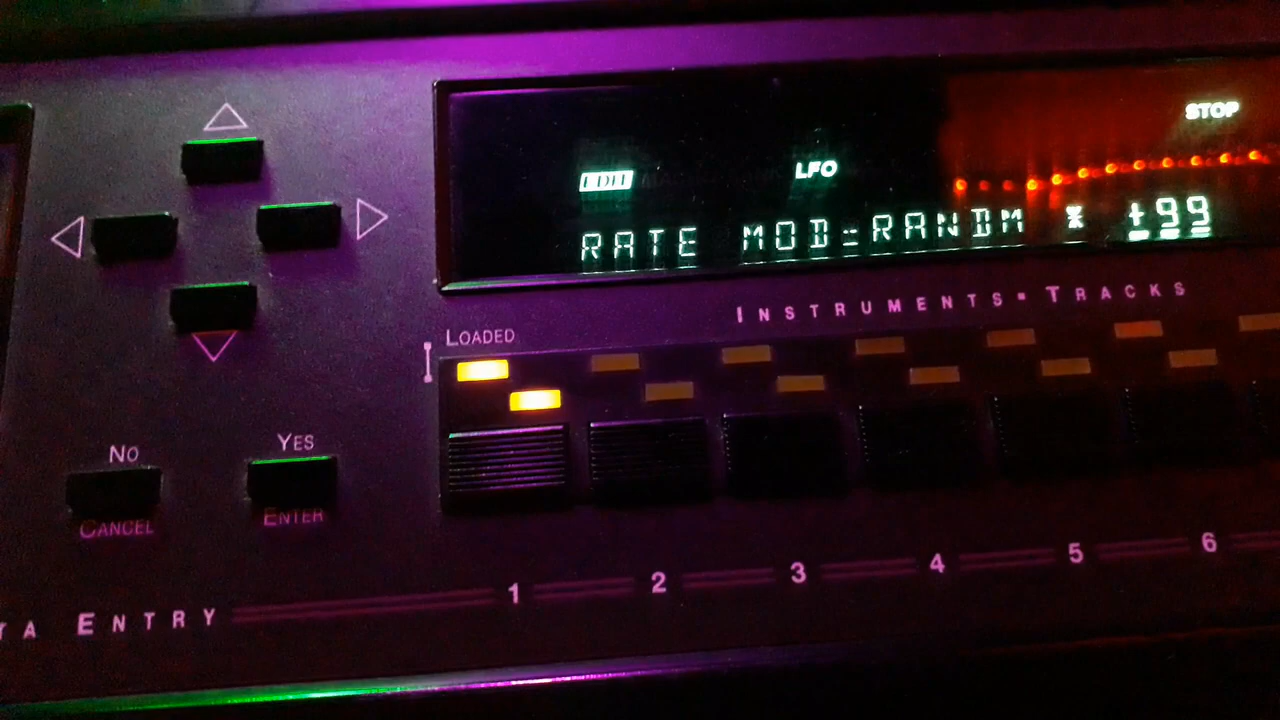 STOP
EDIT LFO
RATE MOD=RANDM * +99
INSTRUMENTS▪TRACKS
LOADED
NO YES
CANCEL ENTER
1 2 3 4 5 6
TA ENTRY